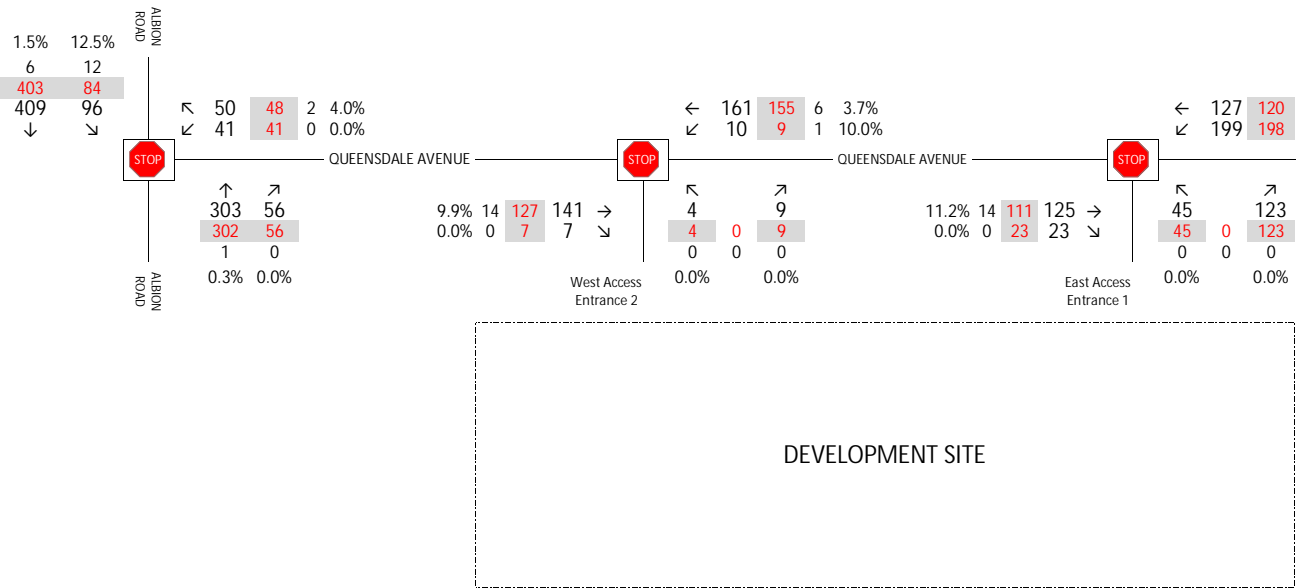 ALBION
ROAD
1.5% 12.5%
6 12
403 84
409 96
↓ ↘
↖ 50 48 2 4.0%
↙ 41 41 0 0.0%
← 161 155 6 3.7%
↙ 10 9 1 10.0%
← 127 120
↙ 199 198
STOP
QUEENSDALE AVENUE
STOP
QUEENSDALE AVENUE
STOP
↑ ↗
303 56
302 56
1 0
0.3% 0.0%
ALBION
ROAD
9.9% 14 127 141 →
0.0% 0 7 7 ↘
↖ ↗
4 9
4 0 9
0 0 0
0.0% 0.0%
West Access
Entrance 2
11.2% 14 111 125 →
0.0% 0 23 23 ↘
↖ ↗
45 123
45 0 123
0 0 0
0.0% 0.0%
East Access
Entrance 1
DEVELOPMENT SITE